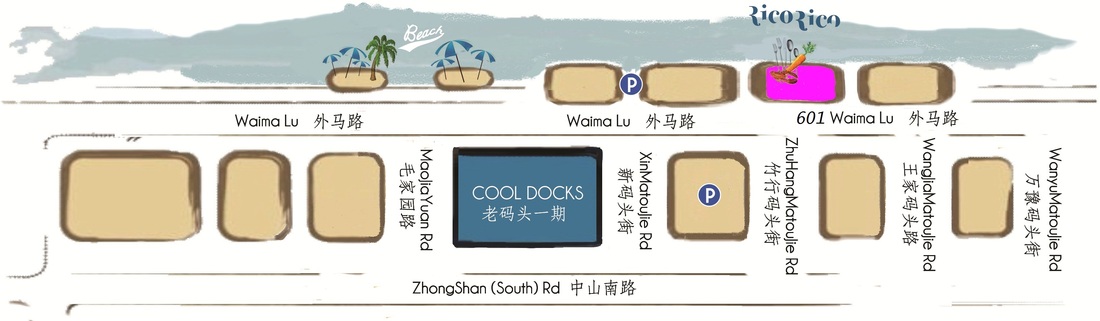 RicoRico
Beach
P
Waima Lu 外马路
Waima Lu 外马路
601 Waima Lu 外马路
MaoJiaYuan Rd
毛家园路
COOL DOCKS
老码头一期
XinMatouJie Rd
新码头街
P
ZhuHangMatouJie Rd
竹行码头街
WangJiaMatouJie Rd
王家码头路
WanyuMatouJie Rd
万豫码头街
ZhongShan (South) Rd 中山南路